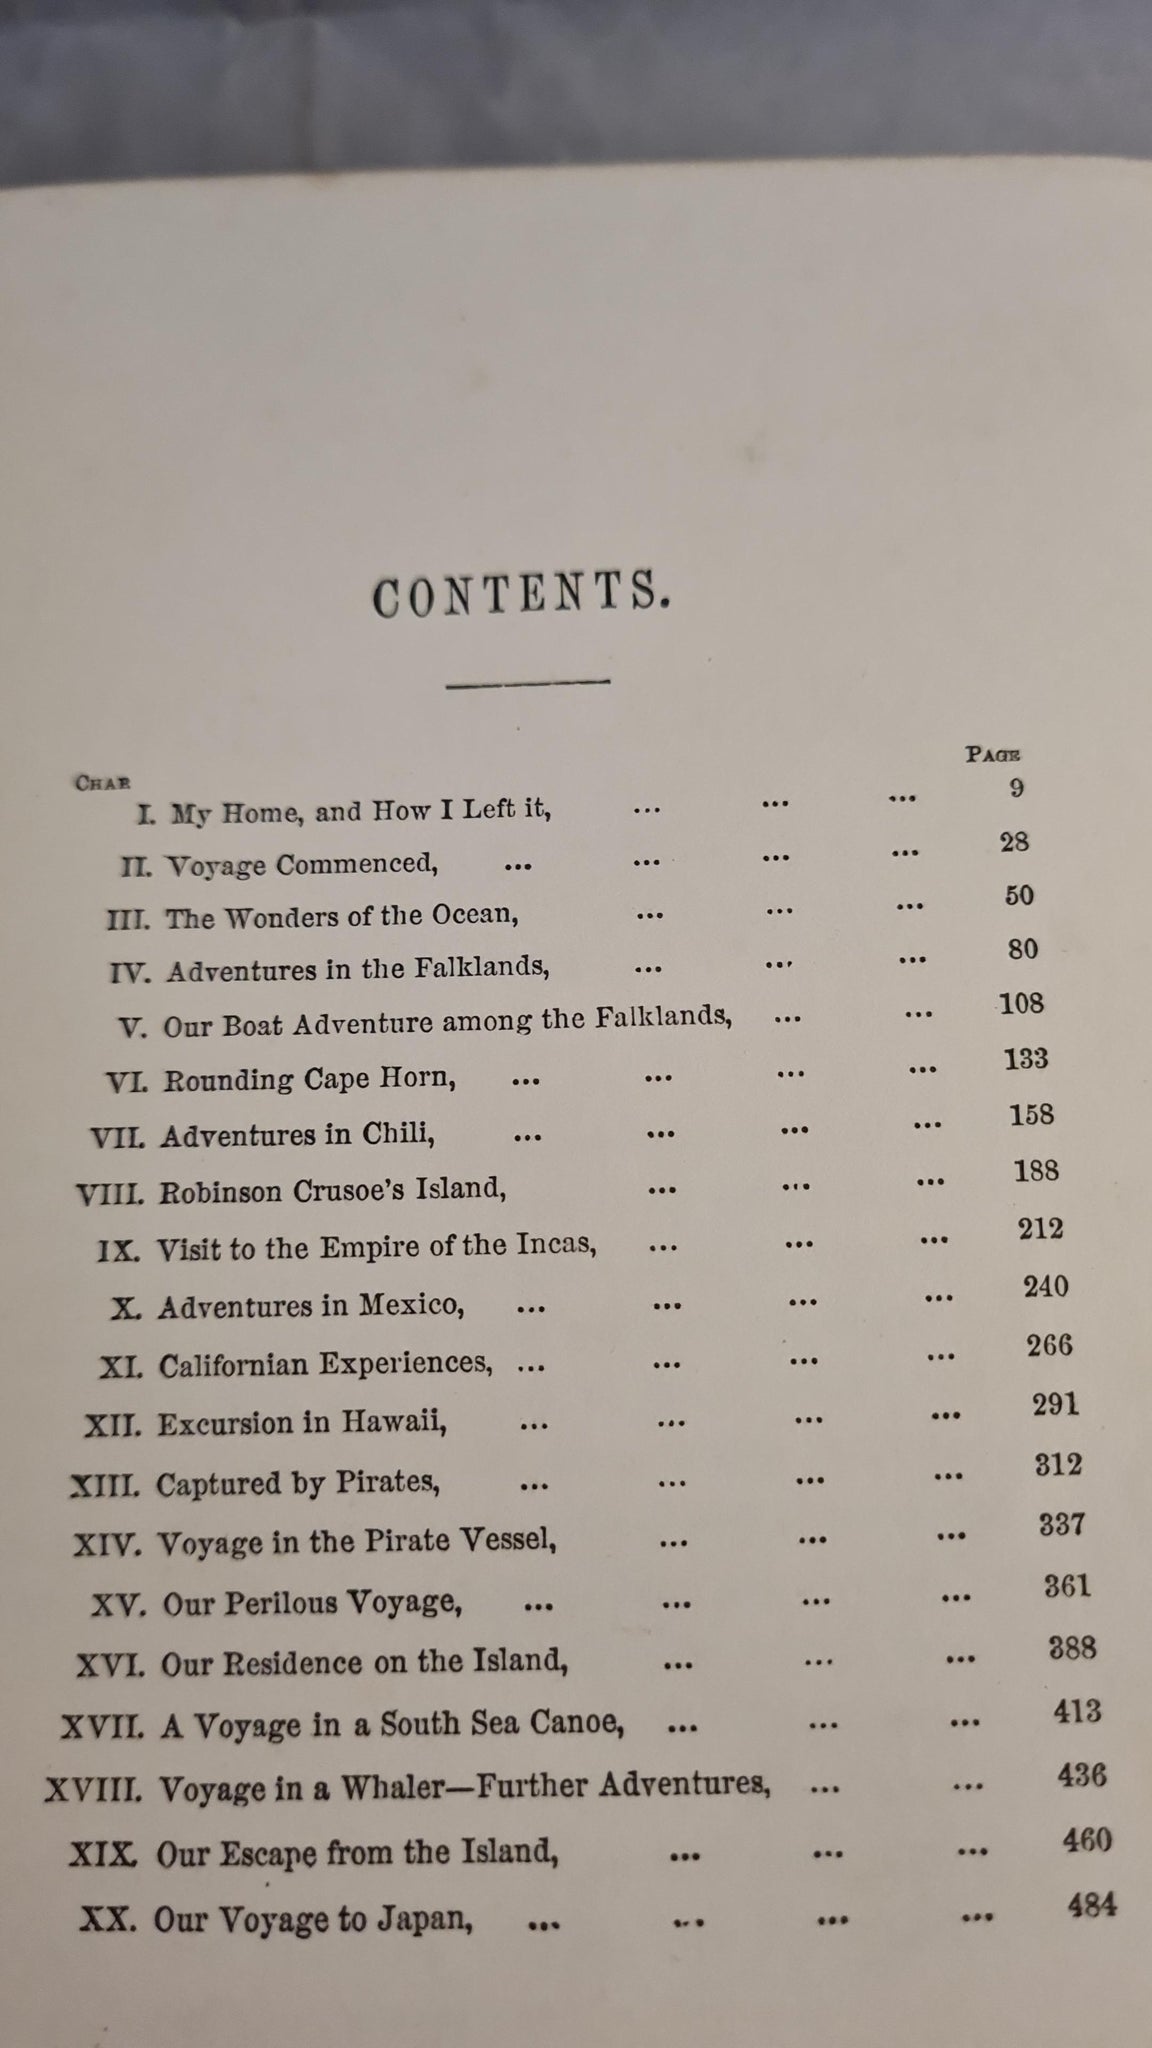 CONTENTS.
CHAP PAGE
I. My Home, and How I Left it, ... ... ... 9
II. Voyage Commenced, ... ... ... ... 28
III. The Wonders of the Ocean, ... ... ... 50
IV. Adventures in the Falklands, ... ... ... 80
V. Our Boat Adventure among the Falklands, ... ... 108
VI. Rounding Cape Horn, ... ... ... ... 133
VII. Adventures in Chili, ... ... ... ... 158
VIII. Robinson Crusoe's Island, ... ... ... 188
IX. Visit to the Empire of the Incas, ... ... ... 212
X. Adventures in Mexico, ... ... ... ... 240
XI. Californian Experiences, ... ... ... ... 266
XII. Excursion in Hawaii, ... ... ... ... 291
XIII. Captured by Pirates, ... ... ... ... 312
XIV. Voyage in the Pirate Vessel, ... ... ... 337
XV. Our Perilous Voyage, ... ... ... ... 361
XVI. Our Residence on the Island, ... ... ... 388
XVII. A Voyage in a South Sea Canoe, ... ... ... 413
XVIII. Voyage in a Whaler—Further Adventures, ... ... 436
XIX. Our Escape from the Island, ... ... ... 460
XX. Our Voyage to Japan, ... ... ... ... 484